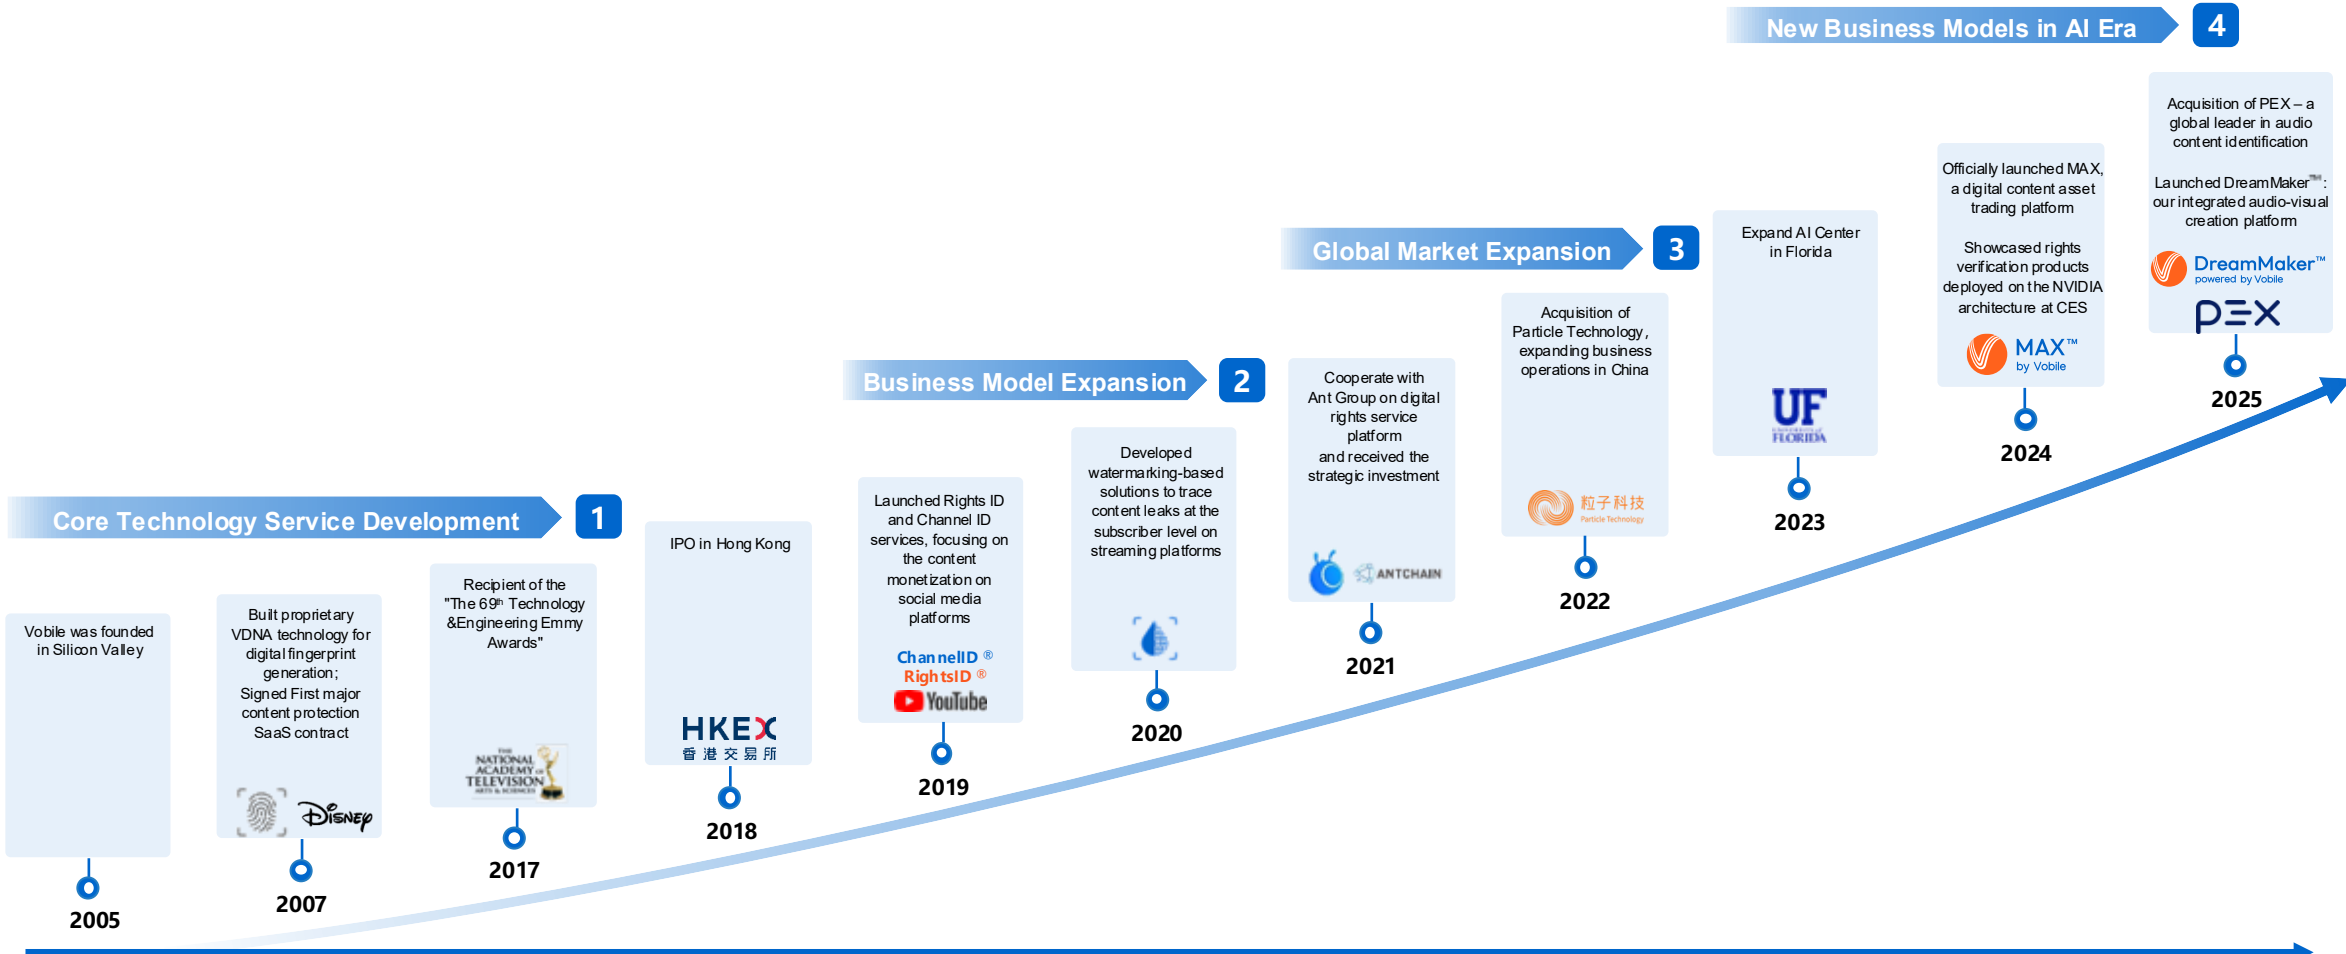 New Business Models in AI Era
4
Acquisition of PEX – a
global leader in audio
content identification
Launched DreamMaker™:
our integrated audio-visual
creation platform
DreamMaker™
powered by Vobile
PEX
2025
Officially launched MAX,
a digital content asset
trading platform
Showcased rights
verification products
deployed on the NVIDIA
architecture at CES
MAX™
by Vobile
2024
Global Market Expansion
3
Expand AI Center
in Florida
UF
UNIVERSITY of
FLORIDA
2023
Acquisition of
Particle Technology,
expanding business
operations in China
粒子科技
Particle Technology
2022
Cooperate with
Ant Group on digital
rights service
platform
and received the
strategic investment
ANTCHAIN
2021
Business Model Expansion
2
Developed
watermarking-based
solutions to trace
content leaks at the
subscriber level on
streaming platforms
2020
Launched Rights ID
and Channel ID
services, focusing on
the content
monetization on
social media
platforms
ChannelID ®
RightsID ®
YouTube
2019
Core Technology Service Development
1
IPO in Hong Kong
HKEX
香港交易所
2018
Recipient of the
"The 69th Technology
&Engineering Emmy
Awards"
THE
NATIONAL
ACADEMY OF
TELEVISION
ARTS & SCIENCES
2017
Built proprietary
VDNA technology for
digital fingerprint
generation;
Signed First major
content protection
SaaS contract
Disney
2007
Vobile was founded
in Silicon Valley
2005